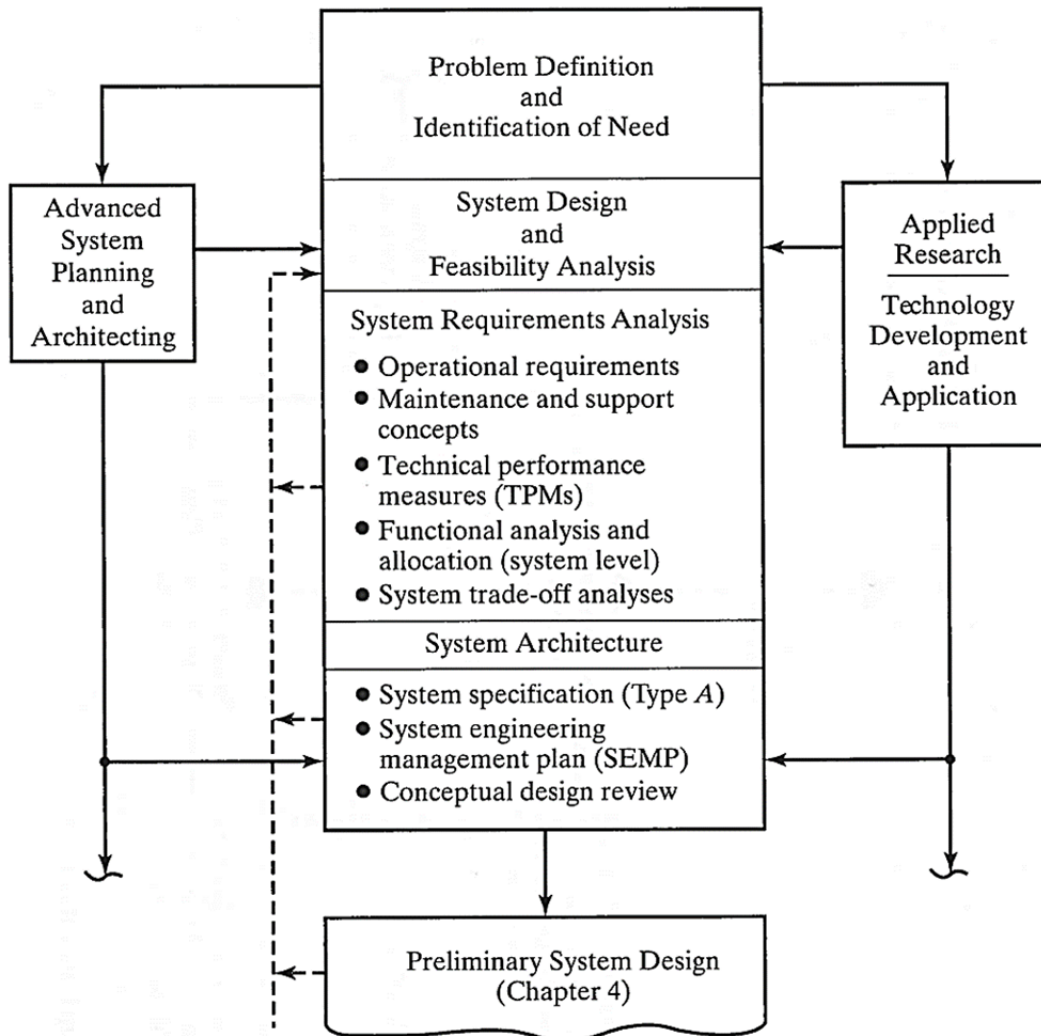 Problem Definition
and
Identification of Need
Advanced
System
Planning
and
Architecting
System Design
and
Feasibility Analysis
Applied
Research
Technology
Development
and
Application
System Requirements Analysis
● Operational requirements
● Maintenance and support
concepts
● Technical performance
measures (TPMs)
● Functional analysis and
allocation (system level)
● System trade-off analyses
System Architecture
● System specification (Type A)
● System engineering
management plan (SEMP)
● Conceptual design review
Preliminary System Design
(Chapter 4)